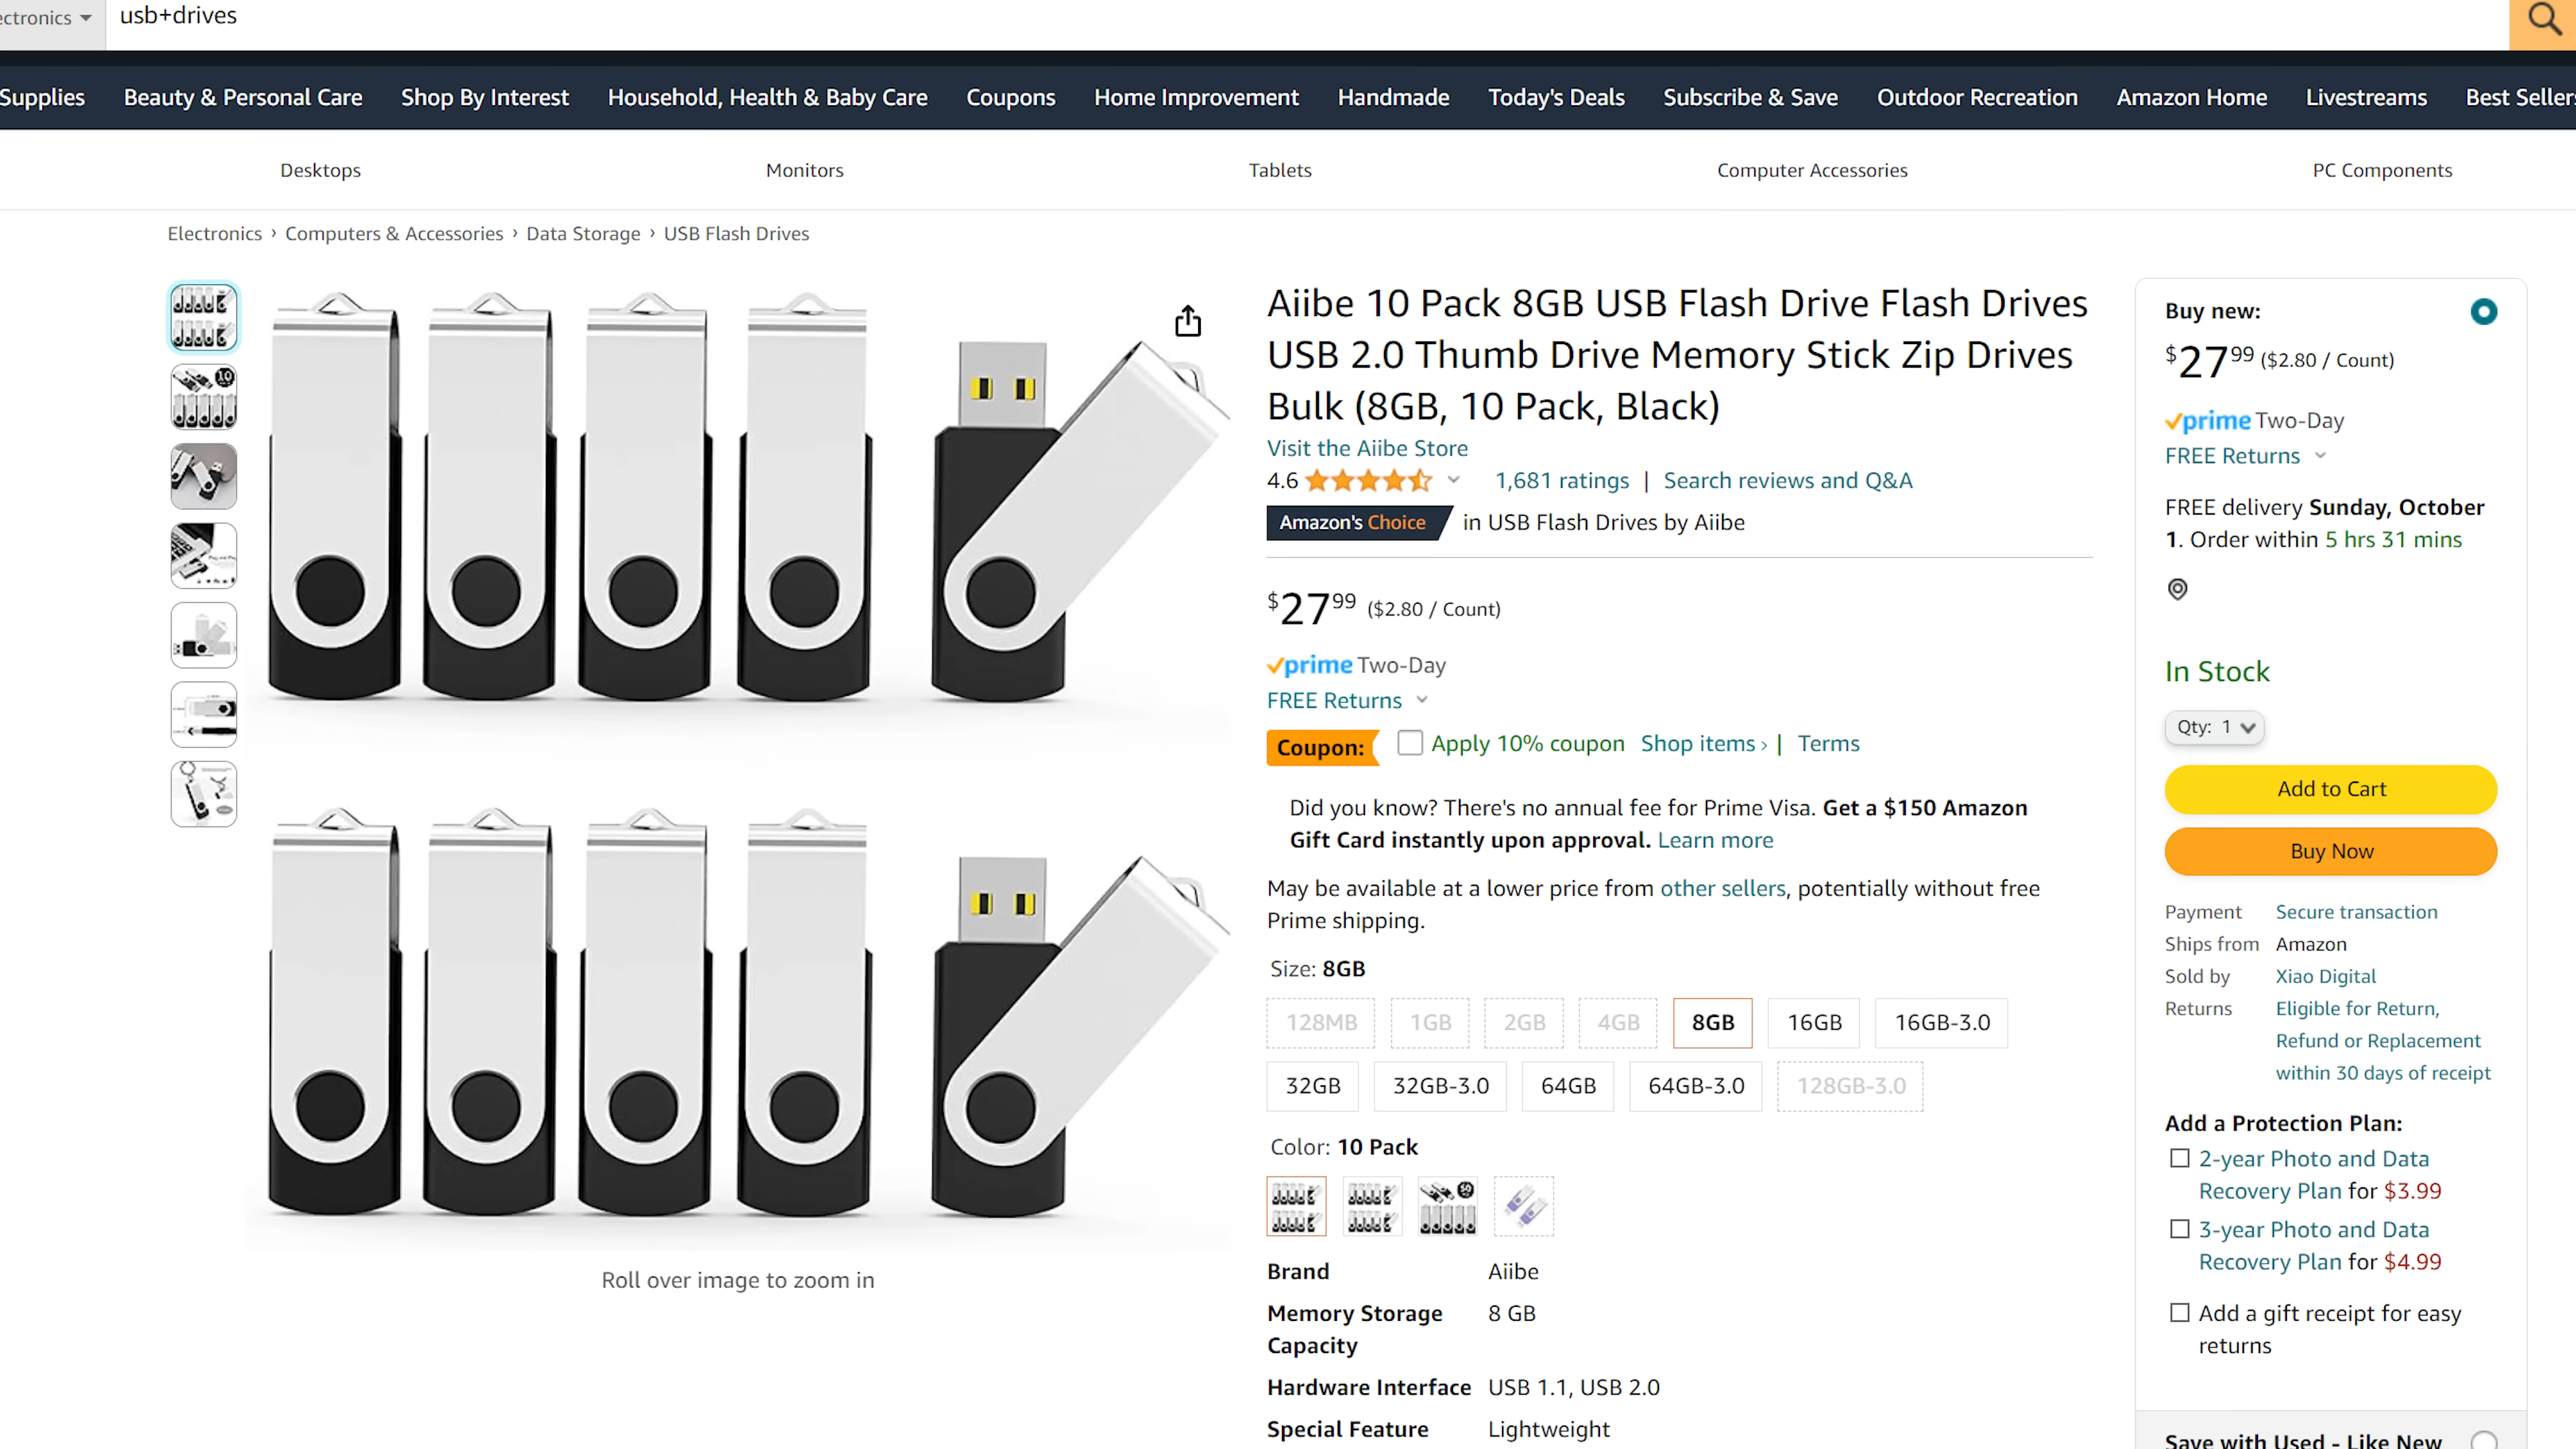 ectronics
usb+drives
Supplies
Beauty & Personal Care
Shop By Interest
Household, Health & Baby Care
Coupons
Home Improvement
Handmade
Today's Deals
Subscribe & Save
Outdoor Recreation
Amazon Home
Livestreams
Best Sellers
Desktops
Monitors
Tablets
Computer Accessories
PC Components
Electronics › Computers & Accessories › Data Storage › USB Flash Drives
Roll over image to zoom in
Aiibe 10 Pack 8GB USB Flash Drive Flash Drives
USB 2.0 Thumb Drive Memory Stick Zip Drives
Bulk (8GB, 10 Pack, Black)
Visit the Aiibe Store
4.6
1,681 ratings | Search reviews and Q&A
Amazon's Choice in USB Flash Drives by Aiibe
$27 99 ($2.80 / Count)
prime Two-Day
FREE Returns
Coupon: Apply 10% coupon Shop items › | Terms
Did you know? There's no annual fee for Prime Visa. Get a $150 Amazon
Gift Card instantly upon approval. Learn more
May be available at a lower price from other sellers, potentially without free
Prime shipping.
Size: 8GB
128MB
1GB
2GB
4GB
8GB
16GB
16GB-3.0
32GB
32GB-3.0
64GB
64GB-3.0
128GB-3.0
Color: 10 Pack
Brand Aiibe
Memory Storage 8 GB
Capacity
Hardware Interface USB 1.1, USB 2.0
Special Feature Lightweight
Buy new:
$27 99 ($2.80 / Count)
prime Two-Day
FREE Returns
FREE delivery Sunday, October
1. Order within 5 hrs 31 mins
In Stock
Qty: 1
Add to Cart
Buy Now
Payment Secure transaction
Ships from Amazon
Sold by Xiao Digital
Returns Eligible for Return,
Refund or Replacement
within 30 days of receipt
Add a Protection Plan:
2-year Photo and Data
Recovery Plan for $3.99
3-year Photo and Data
Recovery Plan for $4.99
Add a gift receipt for easy
returns
Save with Used - Like New